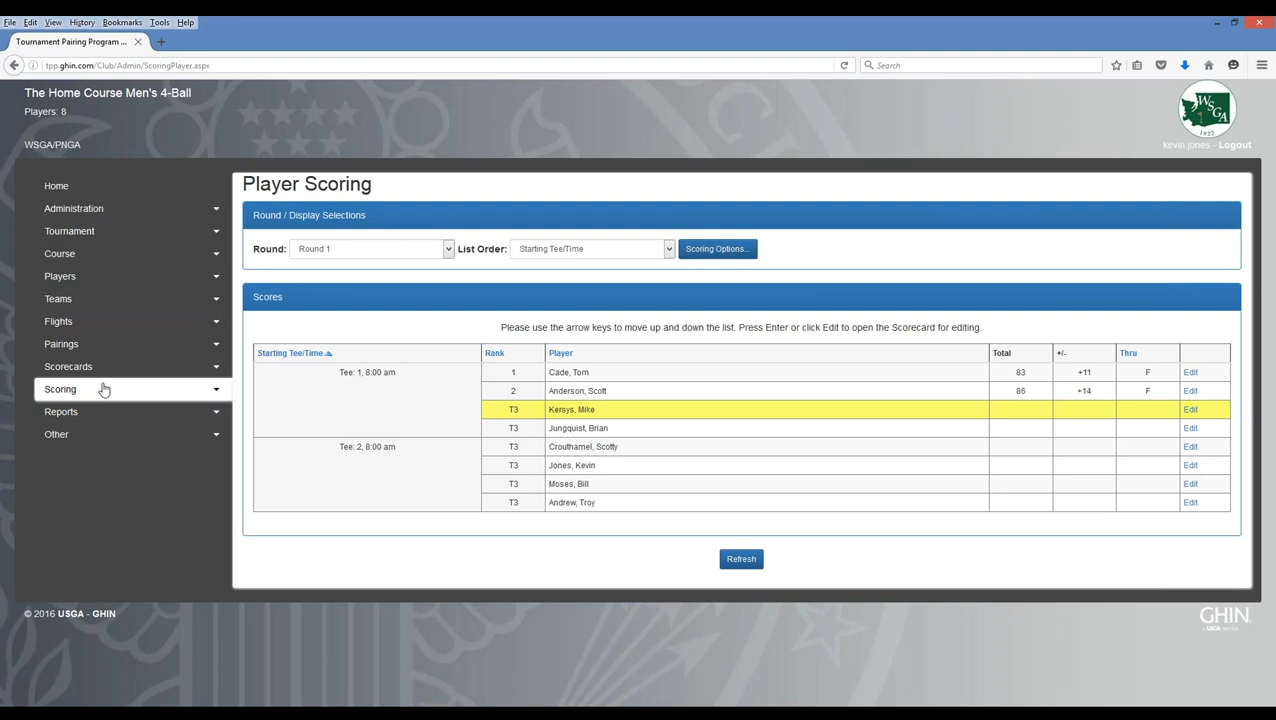 File Edit View History Bookmarks Tools Help
Tournament Pairing Program ...
tpp.ghin.com/Club/Admin/ScoringPlayer.aspx
Search
The Home Course Men's 4-Ball
Players: 8
WSGA
1922
WSGA/PNGA
kevin.jones - Logout
Home
Administration
Tournament
Course
Players
Teams
Flights
Pairings
Scorecards
Scoring
Reports
Other
Player Scoring
Round / Display Selections
Round: Round 1 List Order: Starting Tee/Time Scoring Options...
Scores
Please use the arrow keys to move up and down the list. Press Enter or click Edit to open the Scorecard for editing.
Starting Tee/Time Rank Player Total +/- Thru
Tee: 1, 8:00 am 1 Cade, Tom 83 +11 F Edit
2 Anderson, Scott 86 +14 F Edit
T3 Kersys, Mike Edit
T3 Jungquist, Brian Edit
Tee: 2, 8:00 am T3 Crouthamel, Scotty Edit
T3 Jones, Kevin Edit
T3 Moses, Bill Edit
T3 Andrew, Troy Edit
Refresh
© 2016 USGA - GHIN
GHIN